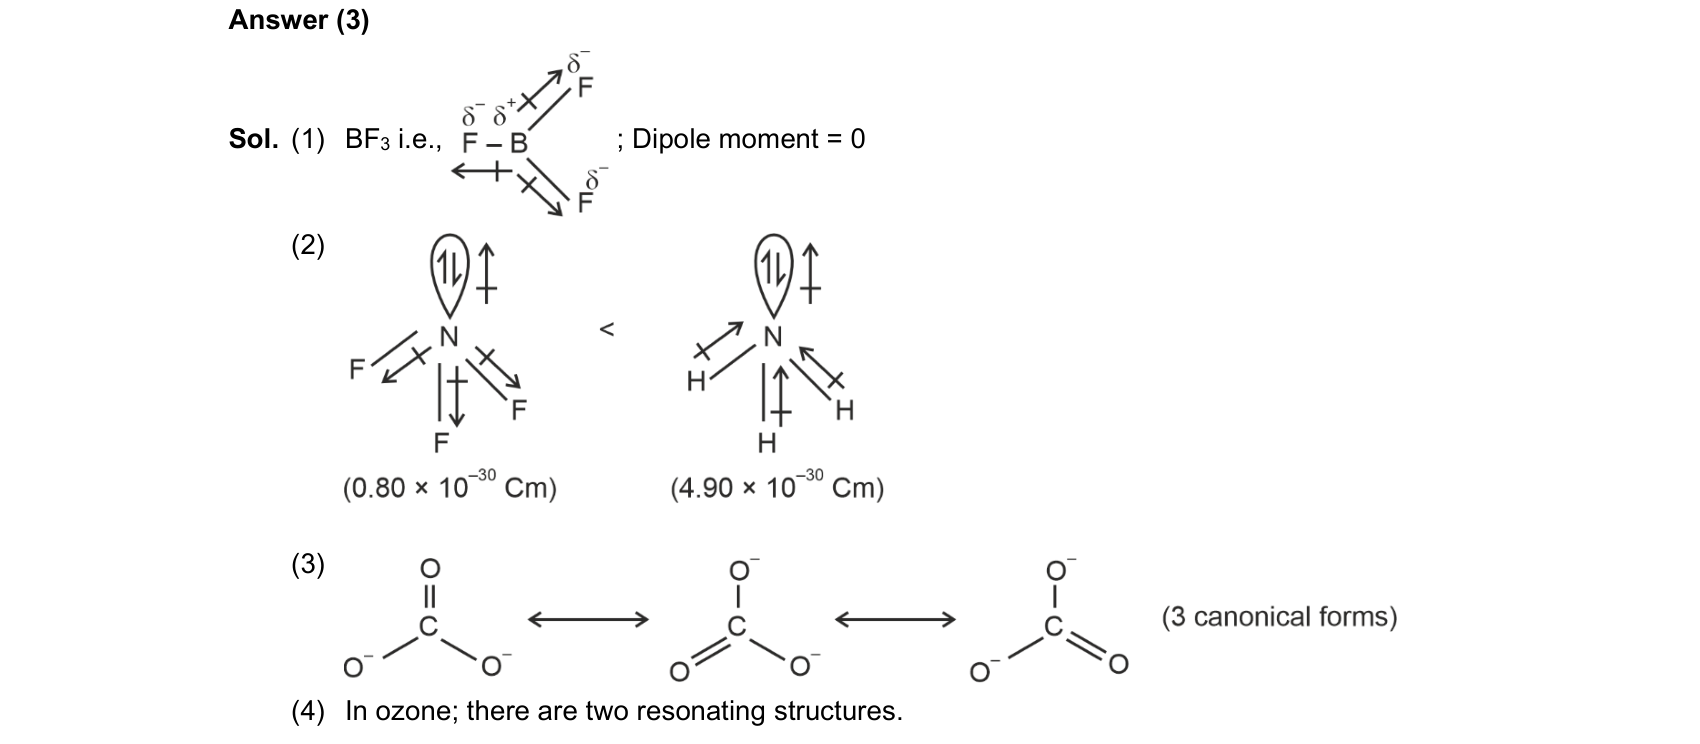 Answer (3)
δ⁻
F
δ⁻ δ⁺
Sol. (1) BF₃ i.e., F – B ; Dipole moment = 0
δ⁻
F
(2)
N < N
F F F H H H
(0.80 × 10⁻³⁰ Cm) (4.90 × 10⁻³⁰ Cm)
(3) O O⁻ O⁻
C C C (3 canonical forms)
O⁻ O⁻ O O⁻ O⁻ O
(4) In ozone; there are two resonating structures.